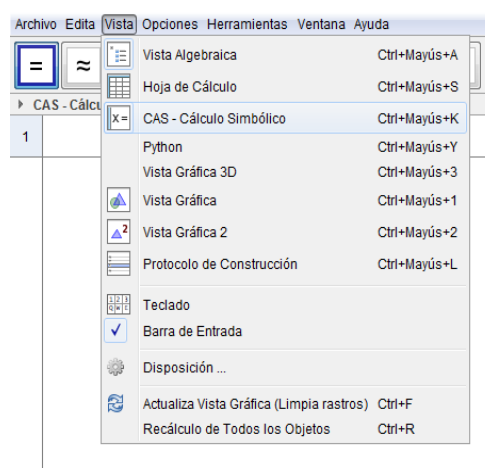 Archivo Edita Vista Opciones Herramientas Ventana Ayuda
= ≈
Vista Algebraica Ctrl+Mayús+A
Hoja de Cálculo Ctrl+Mayús+S
CAS - Cálcu
X= CAS - Cálculo Simbólico Ctrl+Mayús+K
1
Python Ctrl+Mayús+Y
Vista Gráfica 3D Ctrl+Mayús+3
Vista Gráfica Ctrl+Mayús+1
2 Vista Gráfica 2 Ctrl+Mayús+2
Protocolo de Construcción Ctrl+Mayús+L
Teclado
Barra de Entrada
Disposición ...
Actualiza Vista Gráfica (Limpia rastros) Ctrl+F
Recálculo de Todos los Objetos Ctrl+R